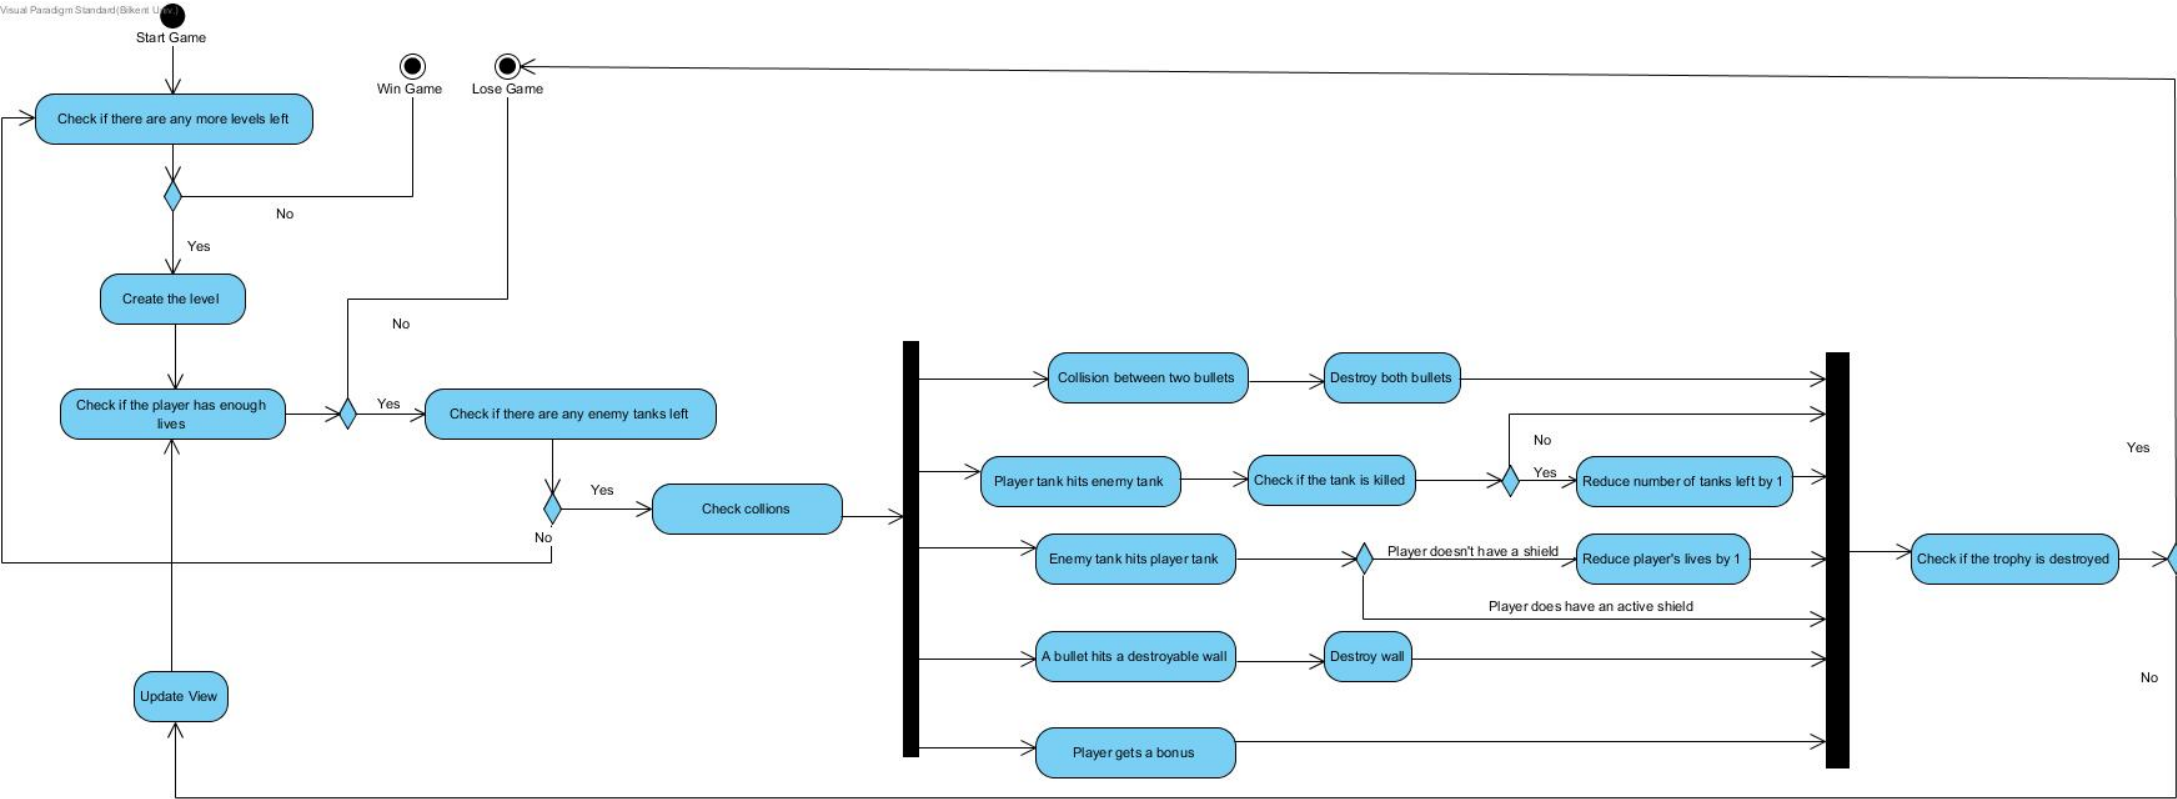 Visual Paradigm Standard(Bilkent Univ.)
Start Game
Win Game
Lose Game
Check if there are any more levels left
No
Yes
Create the level
No
Check if the player has enough
lives
Yes
Check if there are any enemy tanks left
Yes
No
Check collions
Collision between two bullets
Destroy both bullets
No
Player tank hits enemy tank
Check if the tank is killed
Yes
Reduce number of tanks left by 1
Enemy tank hits player tank
Player doesn't have a shield
Reduce player's lives by 1
Player does have an active shield
A bullet hits a destroyable wall
Destroy wall
Player gets a bonus
Yes
Check if the trophy is destroyed
No
Update View